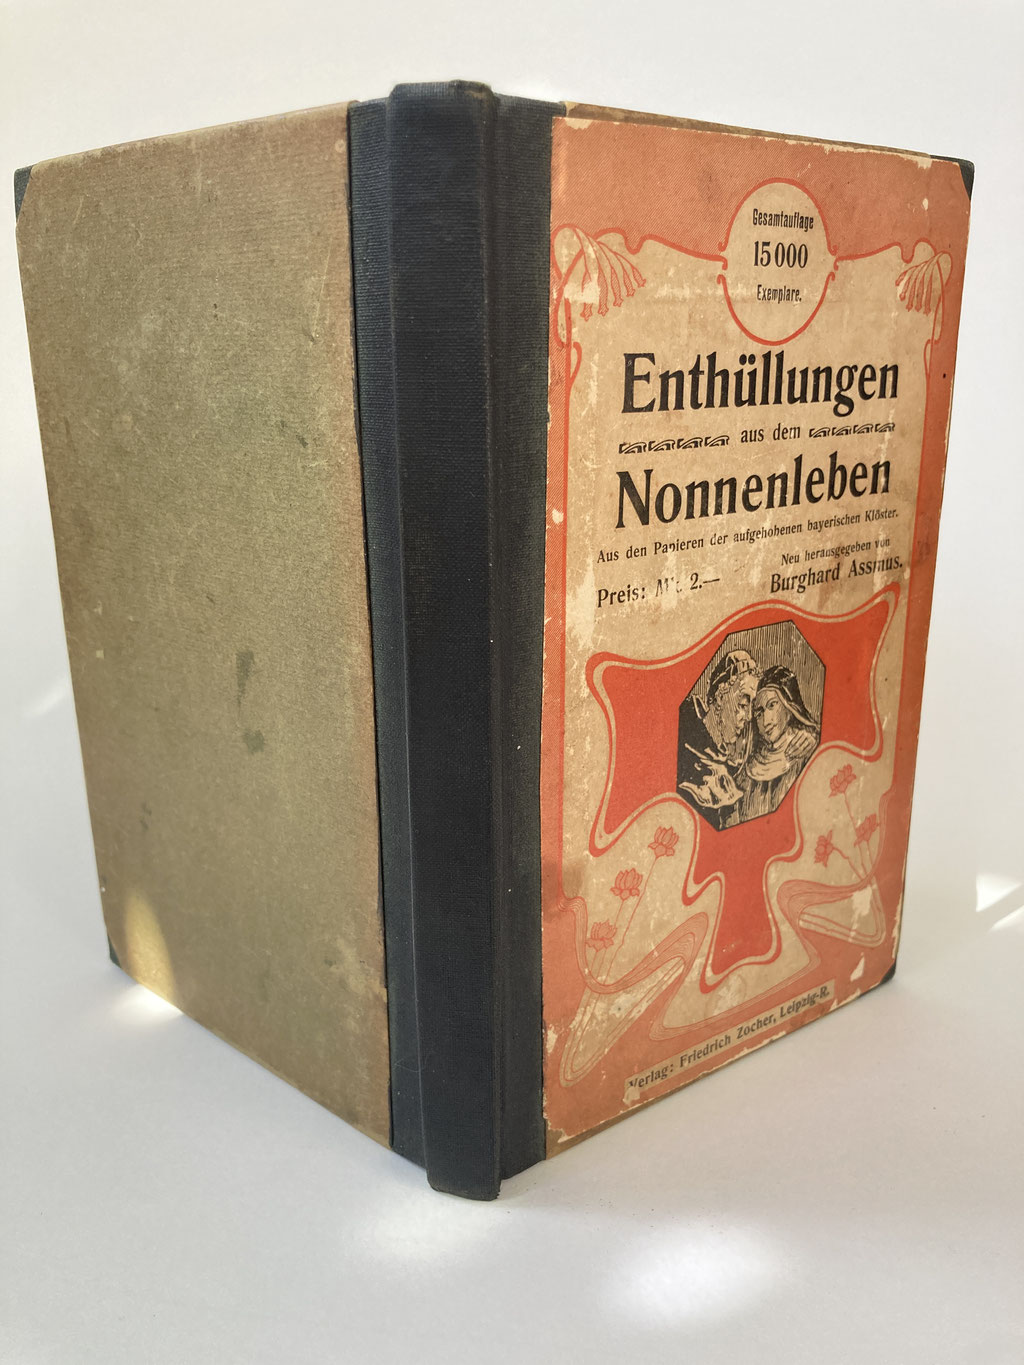 Gesamtauflage
15000
Exemplare.
Enthüllungen
aus dem
Nonnenleben
Aus den Papieren der aufgehobenen bayerischen Klöster.
Neu herausgegeben von
Preis: Mk. 2.— Burghard Assmus.
Verlag: Friedrich Zocher, Leipzig-R.